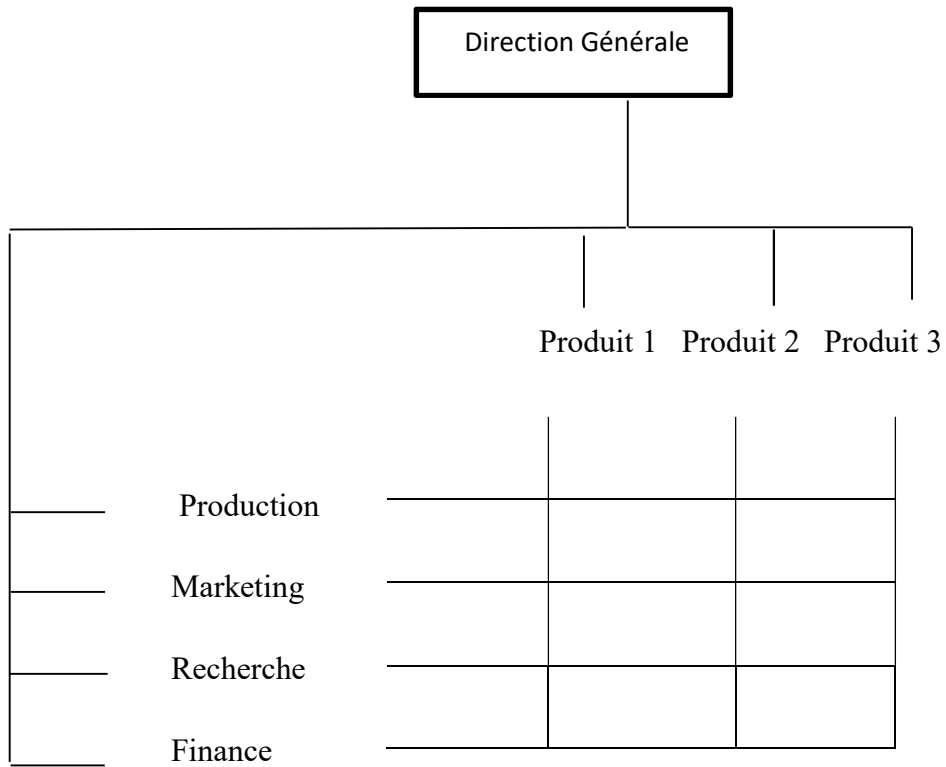 Direction Générale
Produit 1 Produit 2 Produit 3
Production
Marketing
Recherche
Finance